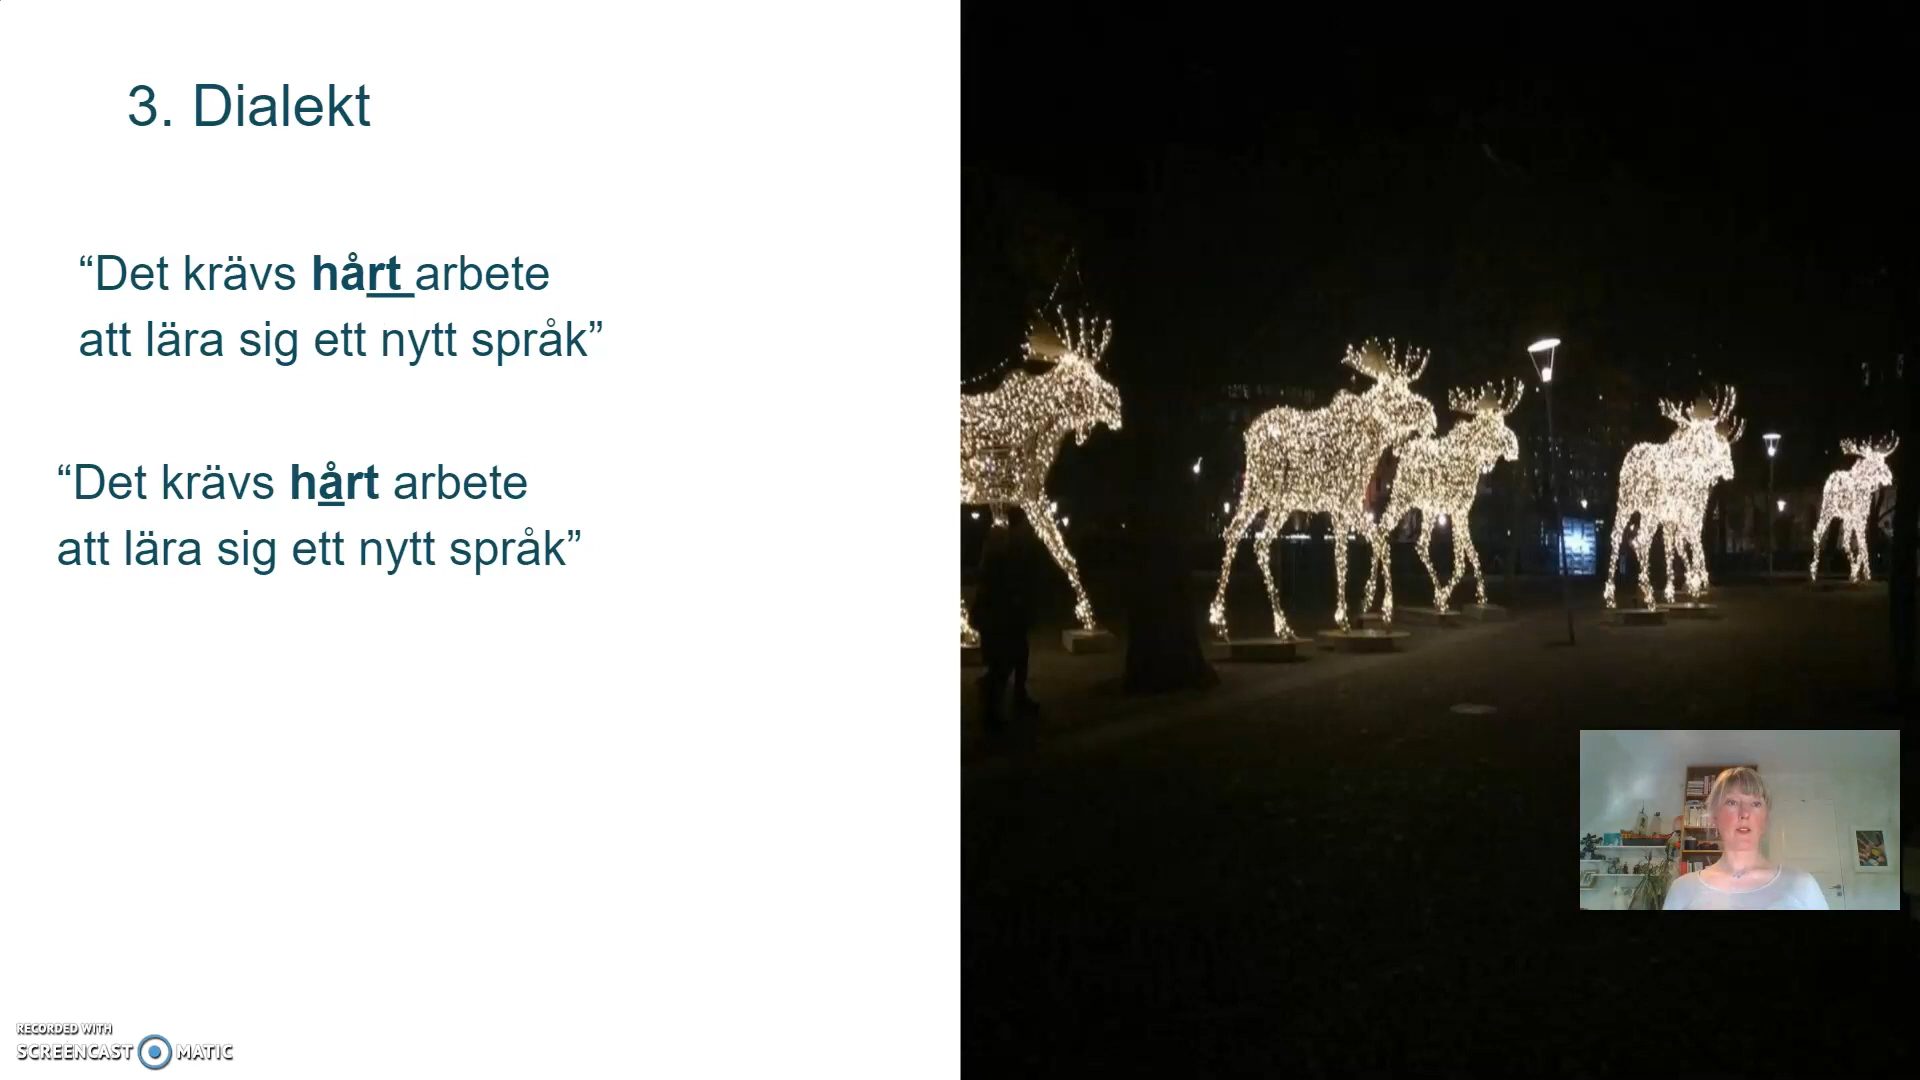 3. Dialekt
“Det krävs hårt arbete
att lära sig ett nytt språk”
“Det krävs hårt arbete
att lära sig ett nytt språk”
RECORDED WITH
SCREENCAST MATIC